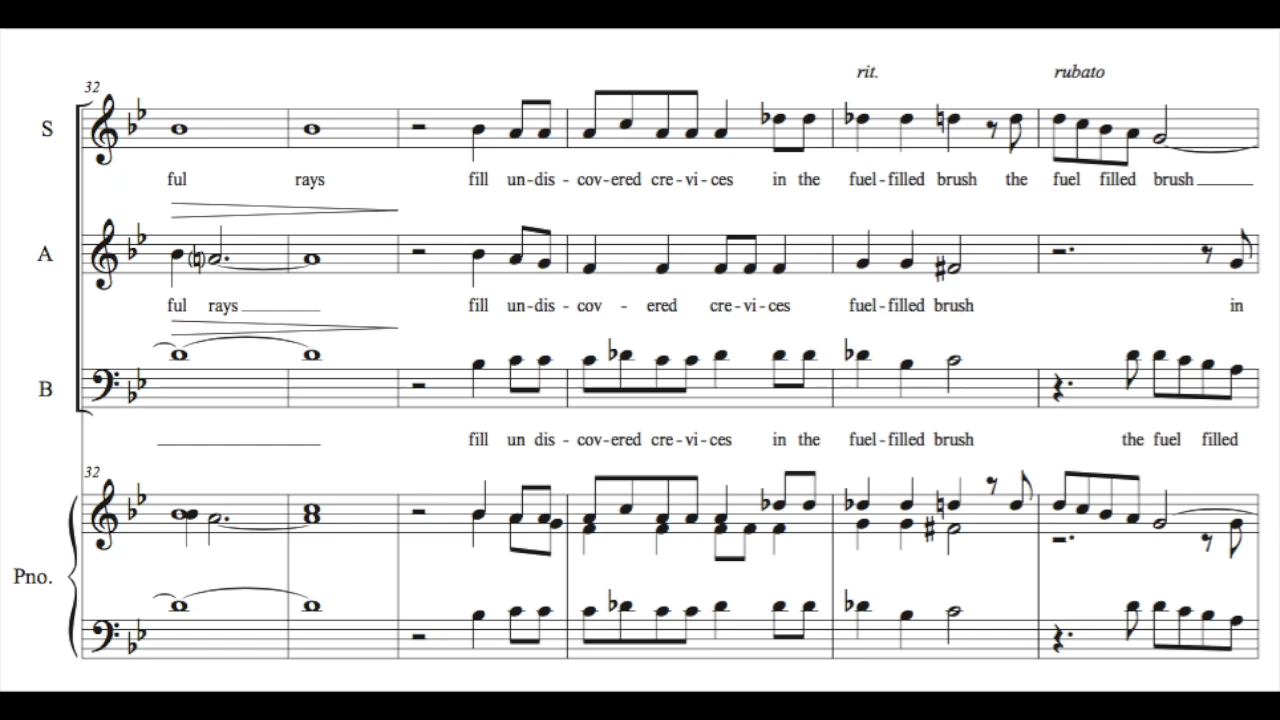 rit. rubato
32
S
ful rays fill un-dis - cov-ered cre-vi-ces in the fuel-filled brush the fuel filled brush
A
ful rays fill un-dis - cov - ered cre-vi-ces fuel-filled brush in
B
fill un dis - cov-ered cre-vi-ces in the fuel-filled brush the fuel filled
32
Pno.